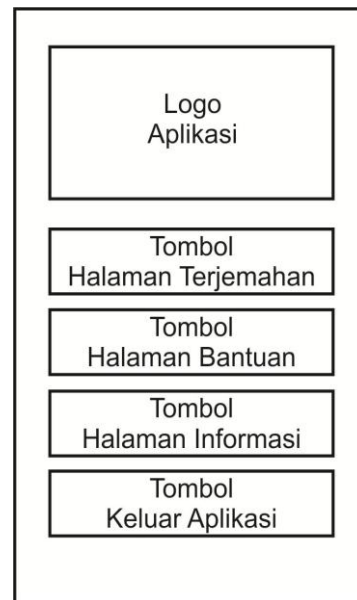 Logo
Aplikasi
Tombol
Halaman Terjemahan
Tombol
Halaman Bantuan
Tombol
Halaman Informasi
Tombol
Keluar Aplikasi